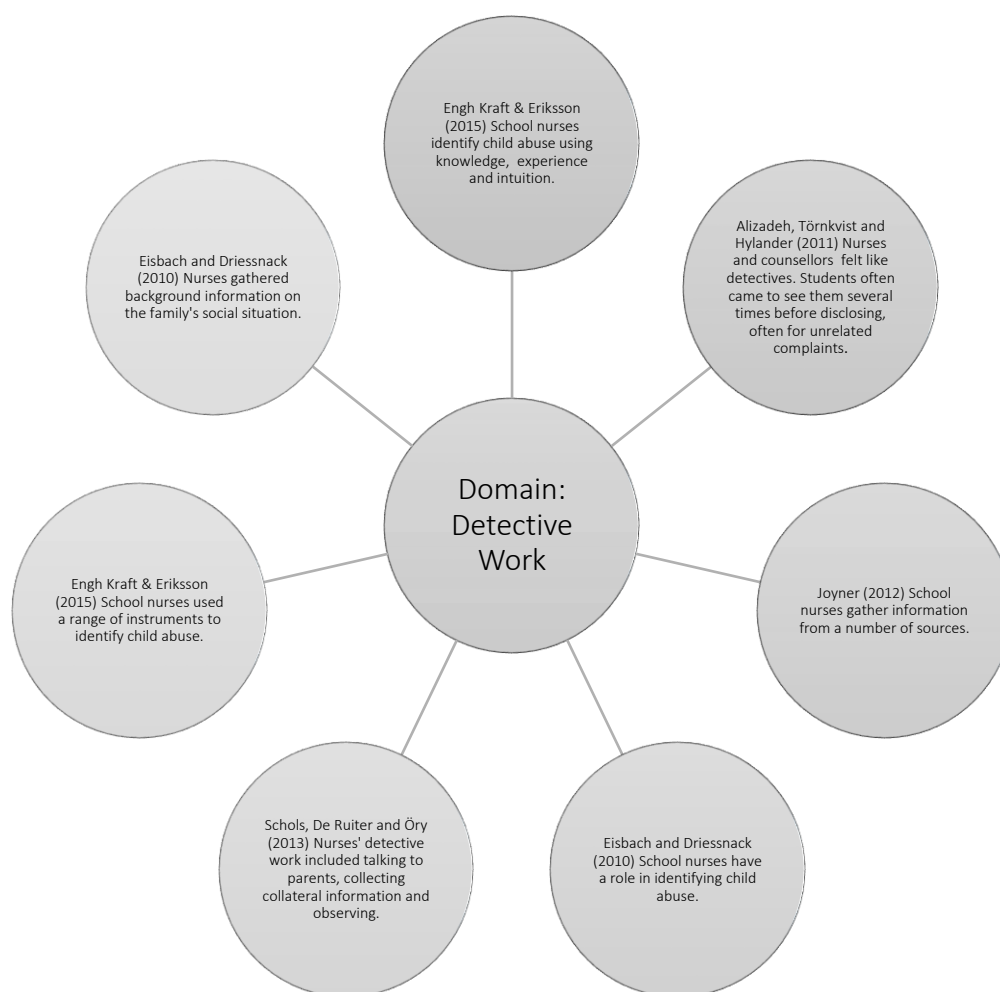 Engh Kraft & Eriksson
(2015) School nurses
identify child abuse using
knowledge, experience
and intuition.
Alizadeh, Törnkvist and
Hylander (2011) Nurses
and counsellors felt like
detectives. Students often
came to see them several
times before disclosing,
often for unrelated
complaints.
Joyner (2012) School
nurses gather information
from a number of sources.
Eisbach and Driessnack
(2010) School nurses have
a role in identifying child
abuse.
Schols, De Ruiter and Öry
(2013) Nurses' detective
work included talking to
parents, collecting
collateral information and
observing.
Engh Kraft & Eriksson
(2015) School nurses used
a range of instruments to
identify child abuse.
Eisbach and Driessnack
(2010) Nurses gathered
background information on
the family's social situation.
Domain:
Detective
Work